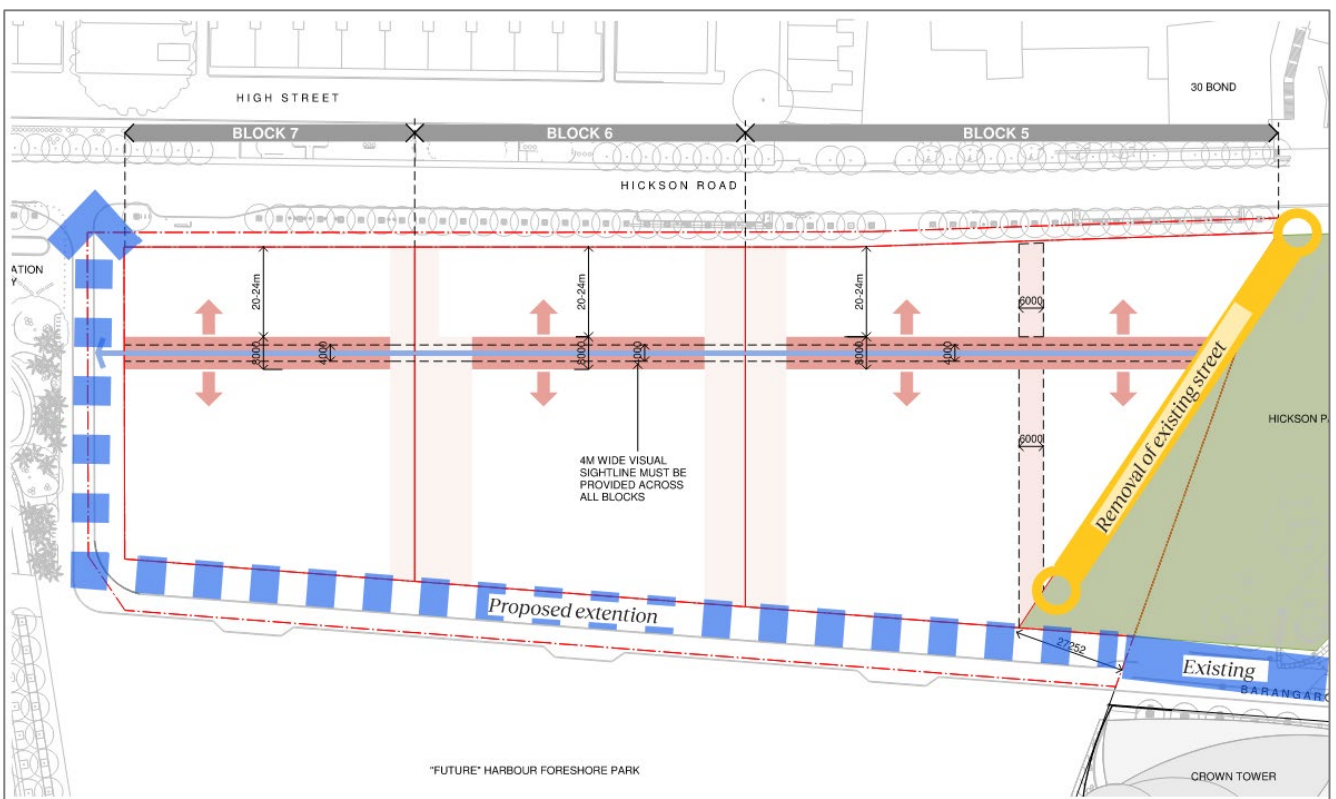 HIGH STREET
30 BOND
BLOCK 7
BLOCK 6
BLOCK 5
HICKSON ROAD
ATION
Y
20-24m
20-24m
20-24m
6000
8000
4000
8000
4000
8000
4000
6000
4M WIDE VISUAL
SIGHTLINE MUST BE
PROVIDED ACROSS
ALL BLOCKS
Removal of existing street
HICKSON PA
Proposed extention
27252
Existing
BARANGARO
"FUTURE" HARBOUR FORESHORE PARK
CROWN TOWER